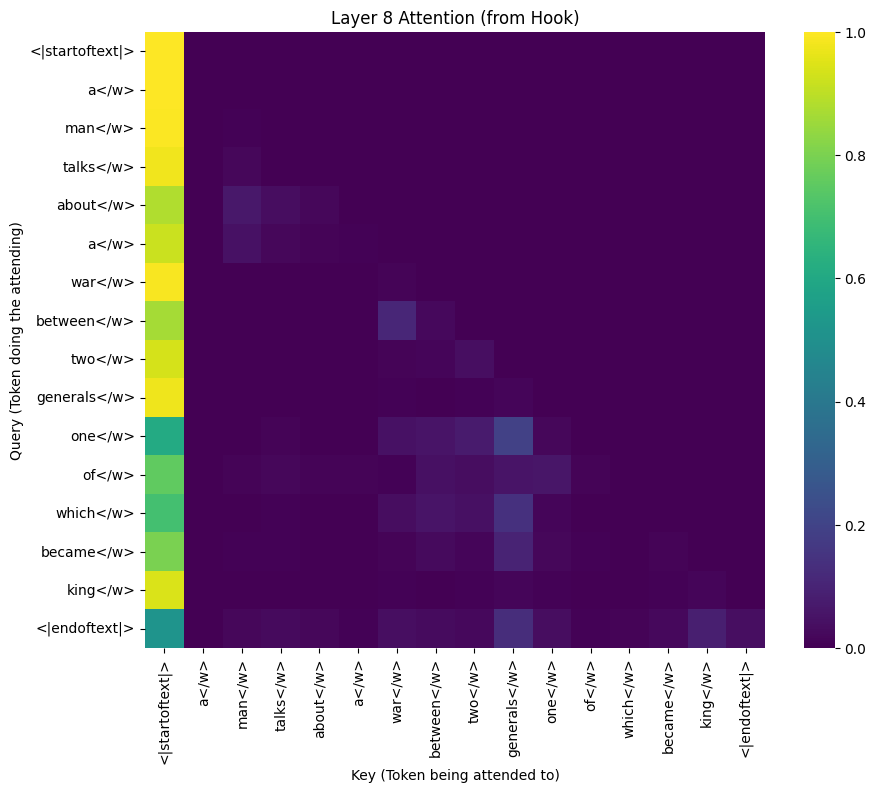 Layer 8 Attention (from Hook)
Query (Token doing the attending)
<|startoftext|>
a</w>
man</w>
talks</w>
about</w>
a</w>
war</w>
between</w>
two</w>
generals</w>
one</w>
of</w>
which</w>
became</w>
king</w>
<|endoftext|>
<|startoftext|>
a</w>
man</w>
talks</w>
about</w>
a</w>
war</w>
between</w>
two</w>
generals</w>
one</w>
of</w>
which</w>
became</w>
king</w>
<|endoftext|>
Key (Token being attended to)
1.0
0.8
0.6
0.4
0.2
0.0